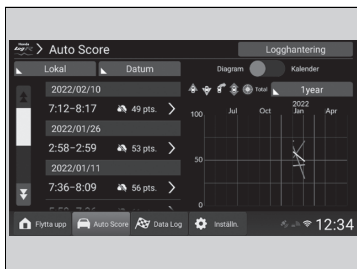 Honda
LogR
Auto Score
Logghantering
Lokal
Datum
Diagram
Kalender
2022/02/10
Total
1year
7:12-8:17
49 pts.
2022/01/26
2:58-2:59
53 pts.
2022/01/11
7:36-8:09
56 pts.
100
50
0
Jul
Oct
2022
Jan
Apr
Flytta upp
Auto Score
Data Log
Inställn.
12:34